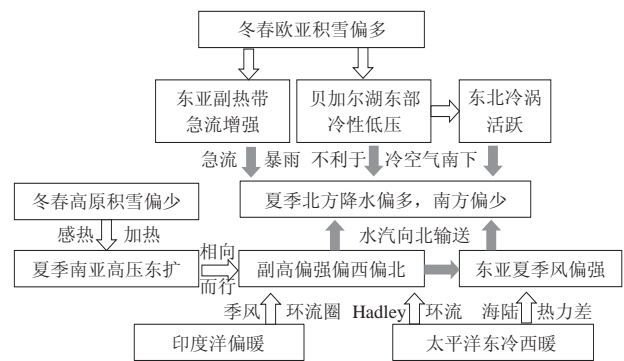 冬春欧亚积雪偏多
东亚副热带
急流增强
贝加尔湖东部
冷性低压
东北冷涡
活跃
急流 暴雨 不利于 冷空气南下
夏季北方降水偏多，南方偏少
冬春高原积雪偏少
感热 加热
水汽向北输送
夏季南亚高压东扩
相向
而行
副高偏强偏西偏北
东亚夏季风偏强
季风 环流圈 Hadley 环流 海陆 热力差
印度洋偏暖
太平洋东冷西暖